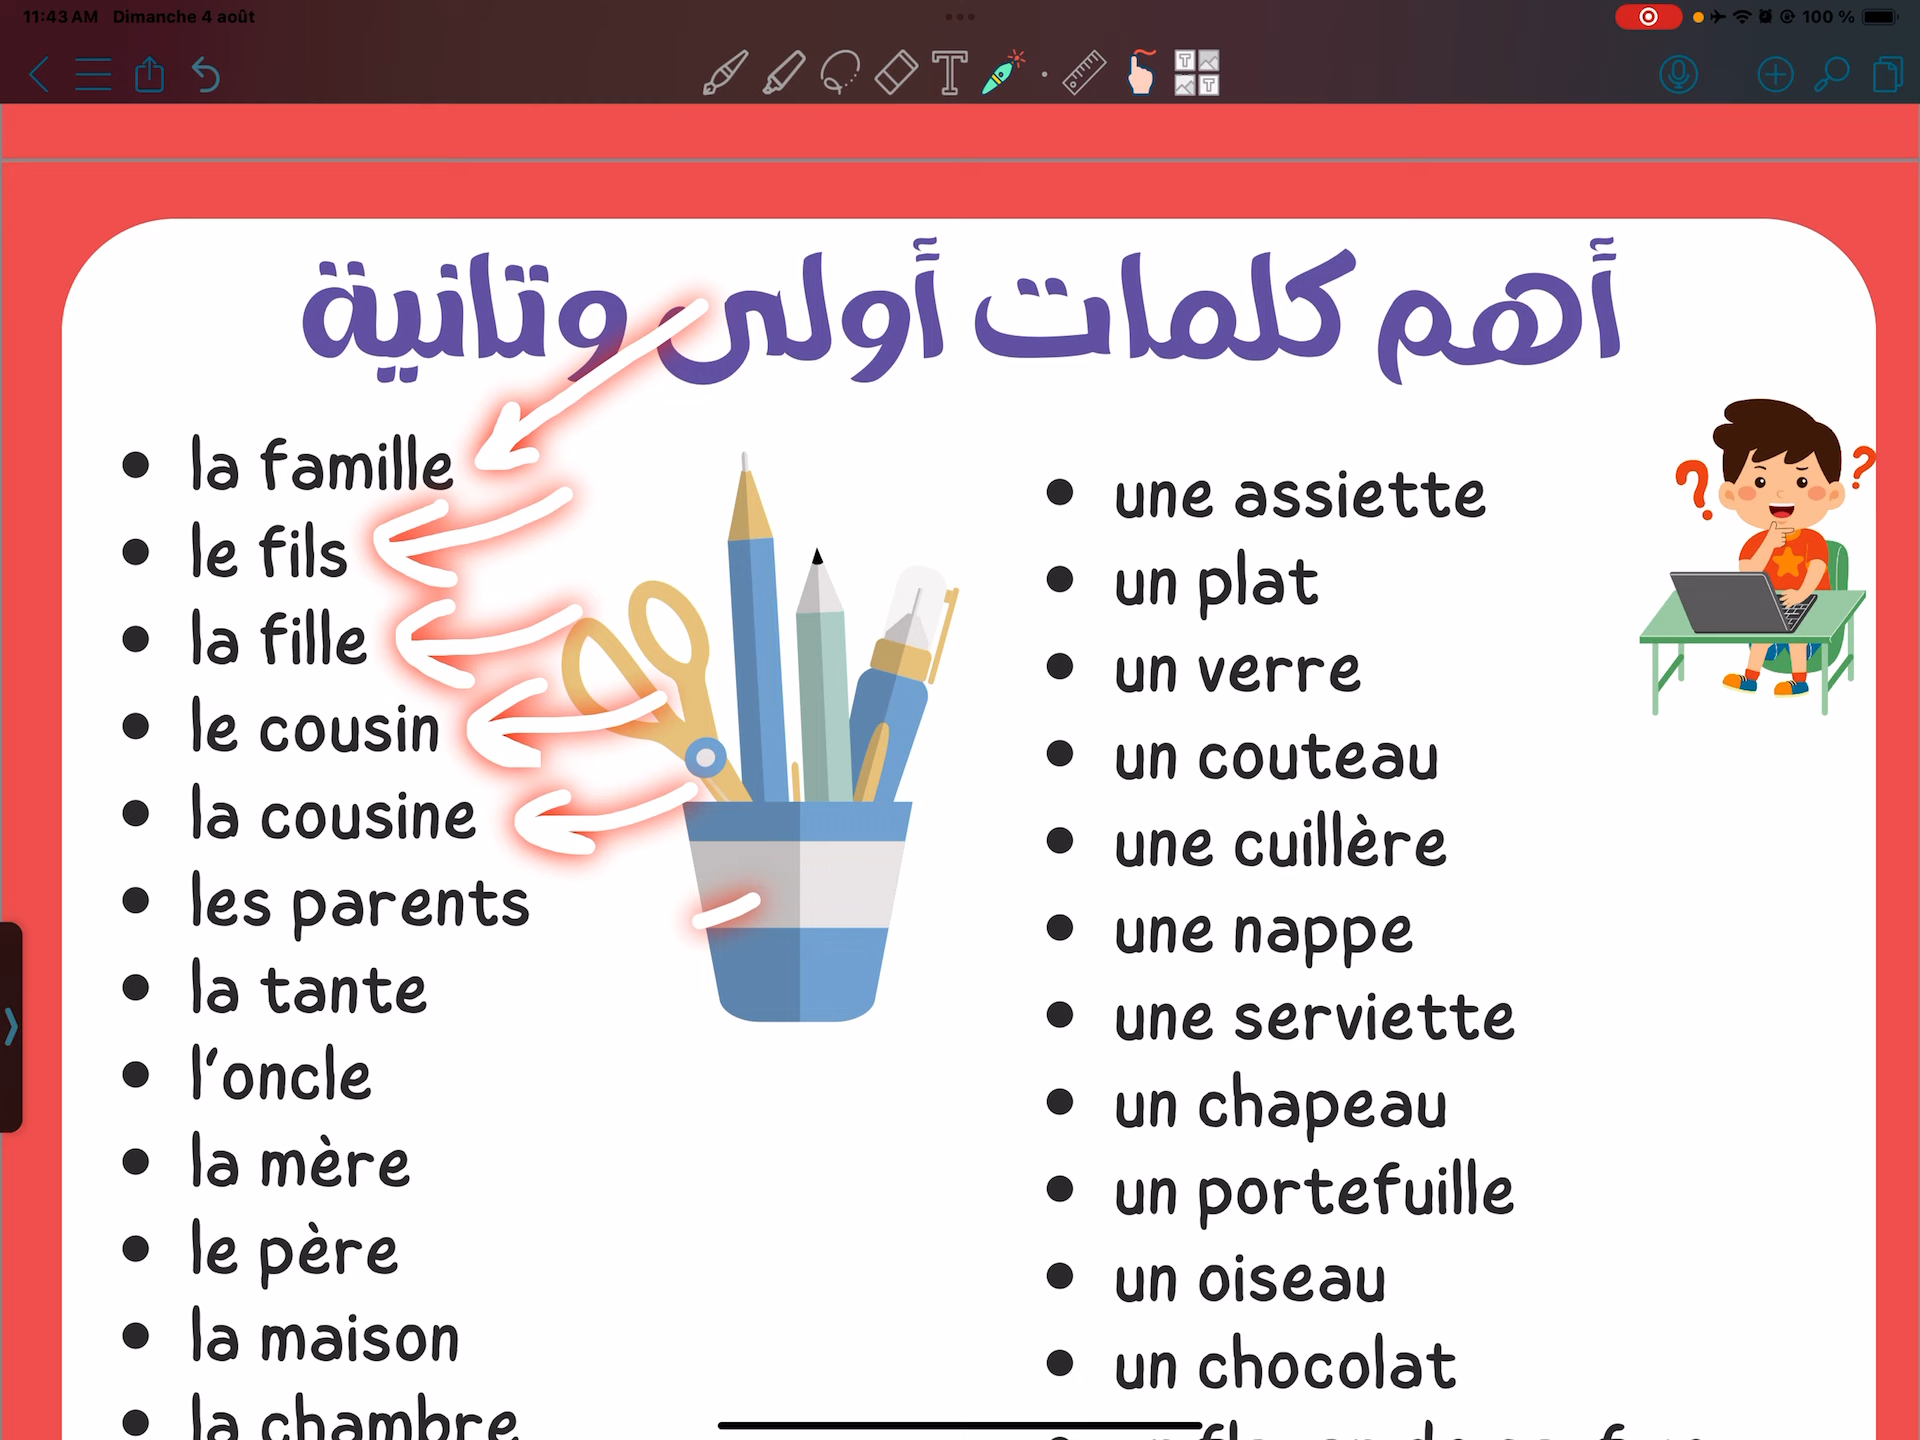 11:43 AM Dimanche 4 août
100 %
أهم كلمات أولى وتانية
la famille
le fils
la fille
le cousin
la cousine
les parents
la tante
l'oncle
la mère
le père
la maison
la chambre
une assiette
un plat
un verre
un couteau
une cuillère
une nappe
une serviette
un chapeau
un portefuille
un oiseau
un chocolat